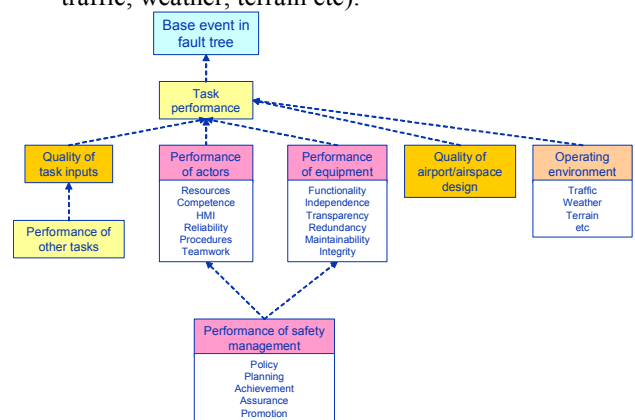 traffic, weather, terrain etc).
Base event in
fault tree
Task
performance
Quality of
task inputs
Performance
of actors
Resources
Competence
HMI
Reliability
Procedures
Teamwork
Performance
of equipment
Functionality
Independence
Transparency
Redundancy
Maintainability
Integrity
Quality of
airport/airspace
design
Operating
environment
Traffic
Weather
Terrain
etc
Performance of
other tasks
Performance of safety
management
Policy
Planning
Achievement
Assurance
Promotion